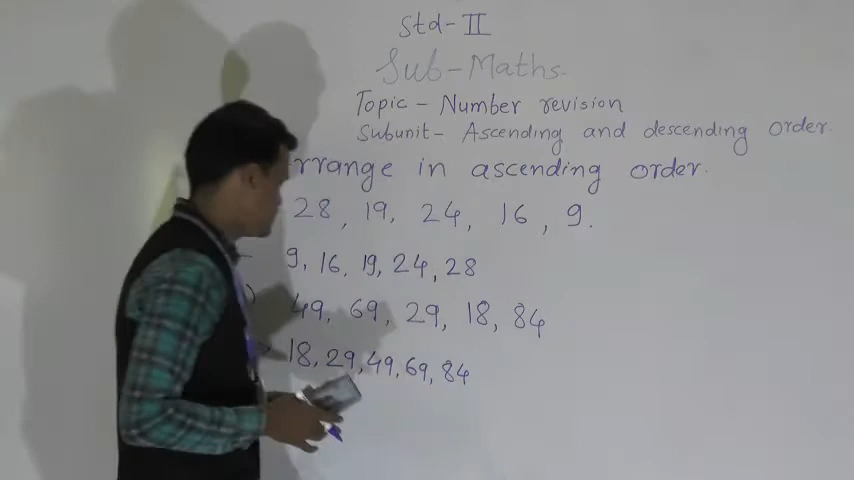 Std-II
Sub-Maths.
Topic - Number revision
Subunit- Ascending and descending order.
rrange in ascending order.
28, 19, 24, 16, 9.
9, 16, 19, 24, 28
49, 69, 29, 18, 84
18, 29, 49, 69, 84